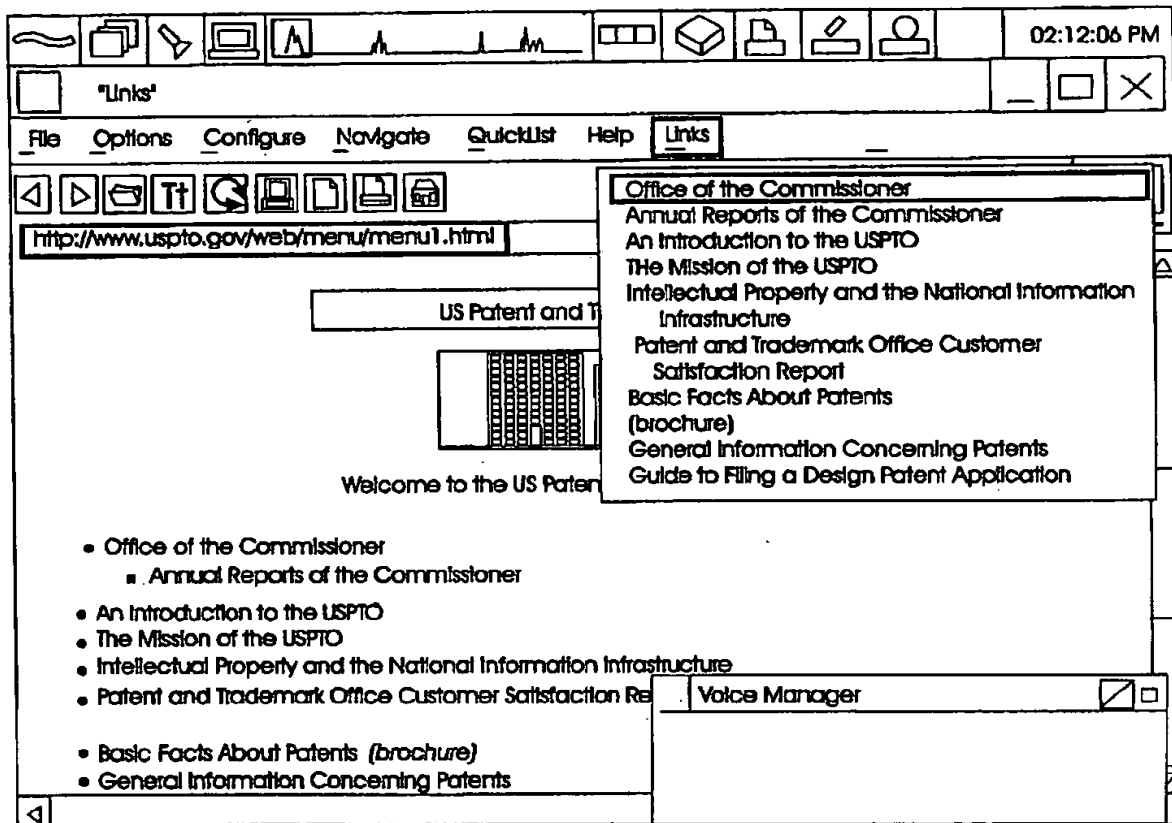 02:12:06 PM
"Links"
File Options Configure Navigate QuickList Help Links
Tt
http://www.uspto.gov/web/menu/menu1.html
Office of the Commissioner
Annual Reports of the Commissioner
An Introduction to the USPTO
THe Mission of the USPTO
Intellectual Property and the National Information
Infrastructure
Patent and Trademark Office Customer
Satisfaction Report
Basic Facts About Patents
(brochure)
General Information Concerning Patents
Guide to Filing a Design Patent Application
US Patent and T
Welcome to the US Paten
• Office of the Commissioner
▪ Annual Reports of the Commissioner
• An Introduction to the USPTO
• The Mission of the USPTO
• Intellectual Property and the National Information Infrastructure
• Patent and Trademark Office Customer Satisfaction Re
• Basic Facts About Patents (brochure)
• General Information Concerning Patents
Voice Manager